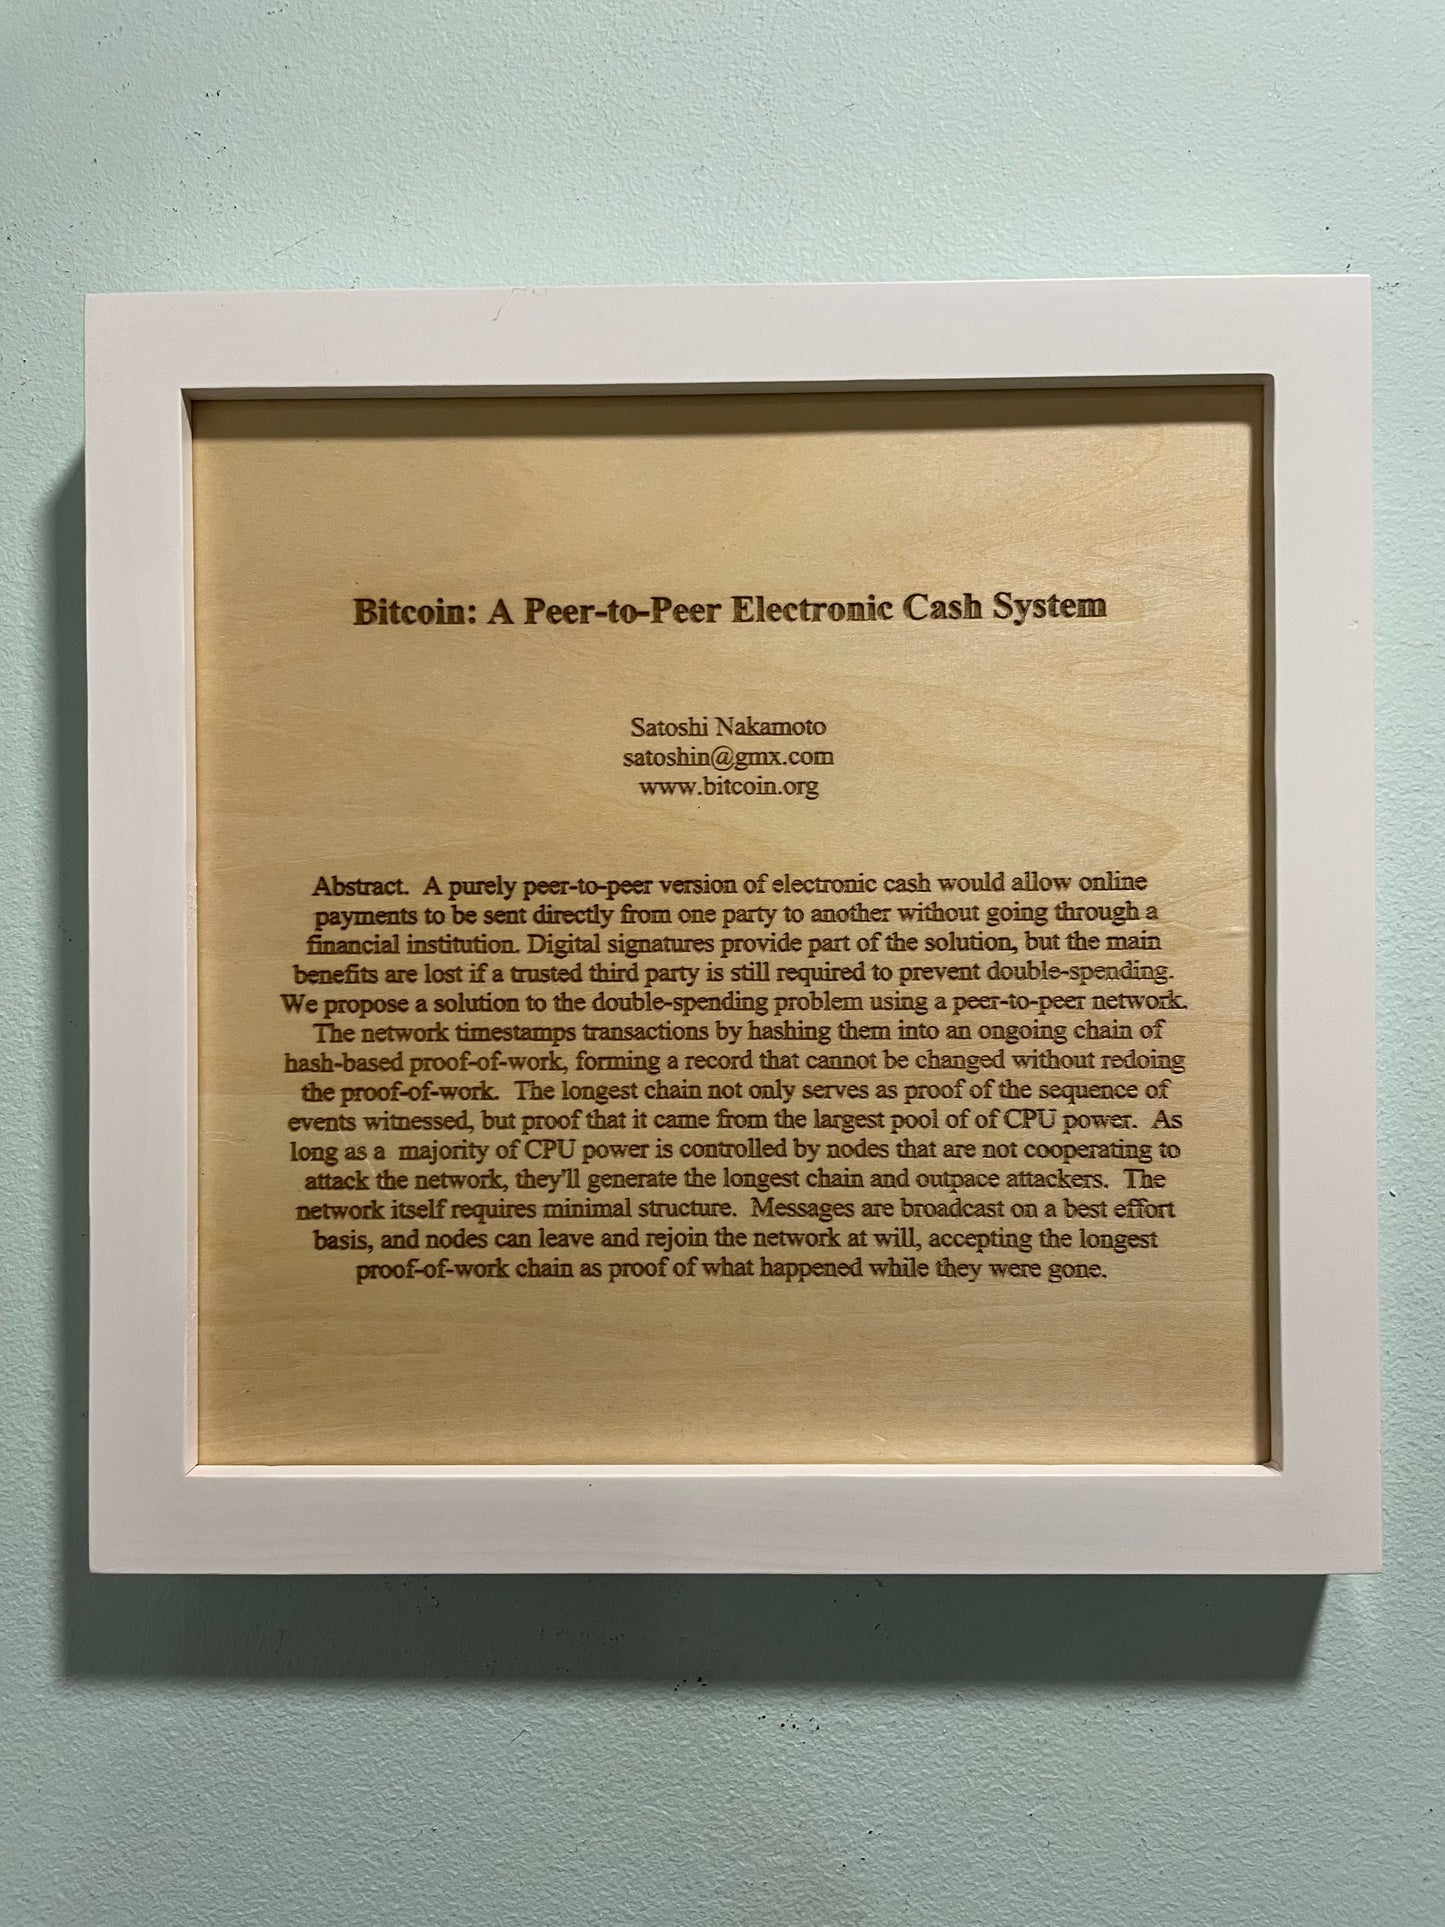 Bitcoin: A Peer-to-Peer Electronic Cash System
Satoshi Nakamoto
satoshin@gmx.com
www.bitcoin.org
Abstract.  A purely peer-to-peer version of electronic cash would allow online
payments to be sent directly from one party to another without going through a
financial institution. Digital signatures provide part of the solution, but the main
benefits are lost if a trusted third party is still required to prevent double-spending.
We propose a solution to the double-spending problem using a peer-to-peer network.
The network timestamps transactions by hashing them into an ongoing chain of
hash-based proof-of-work, forming a record that cannot be changed without redoing
the proof-of-work.  The longest chain not only serves as proof of the sequence of
events witnessed, but proof that it came from the largest pool of of CPU power.  As
long as a  majority of CPU power is controlled by nodes that are not cooperating to
attack the network, they'll generate the longest chain and outpace attackers.  The
network itself requires minimal structure.  Messages are broadcast on a best effort
basis, and nodes can leave and rejoin the network at will, accepting the longest
proof-of-work chain as proof of what happened while they were gone.